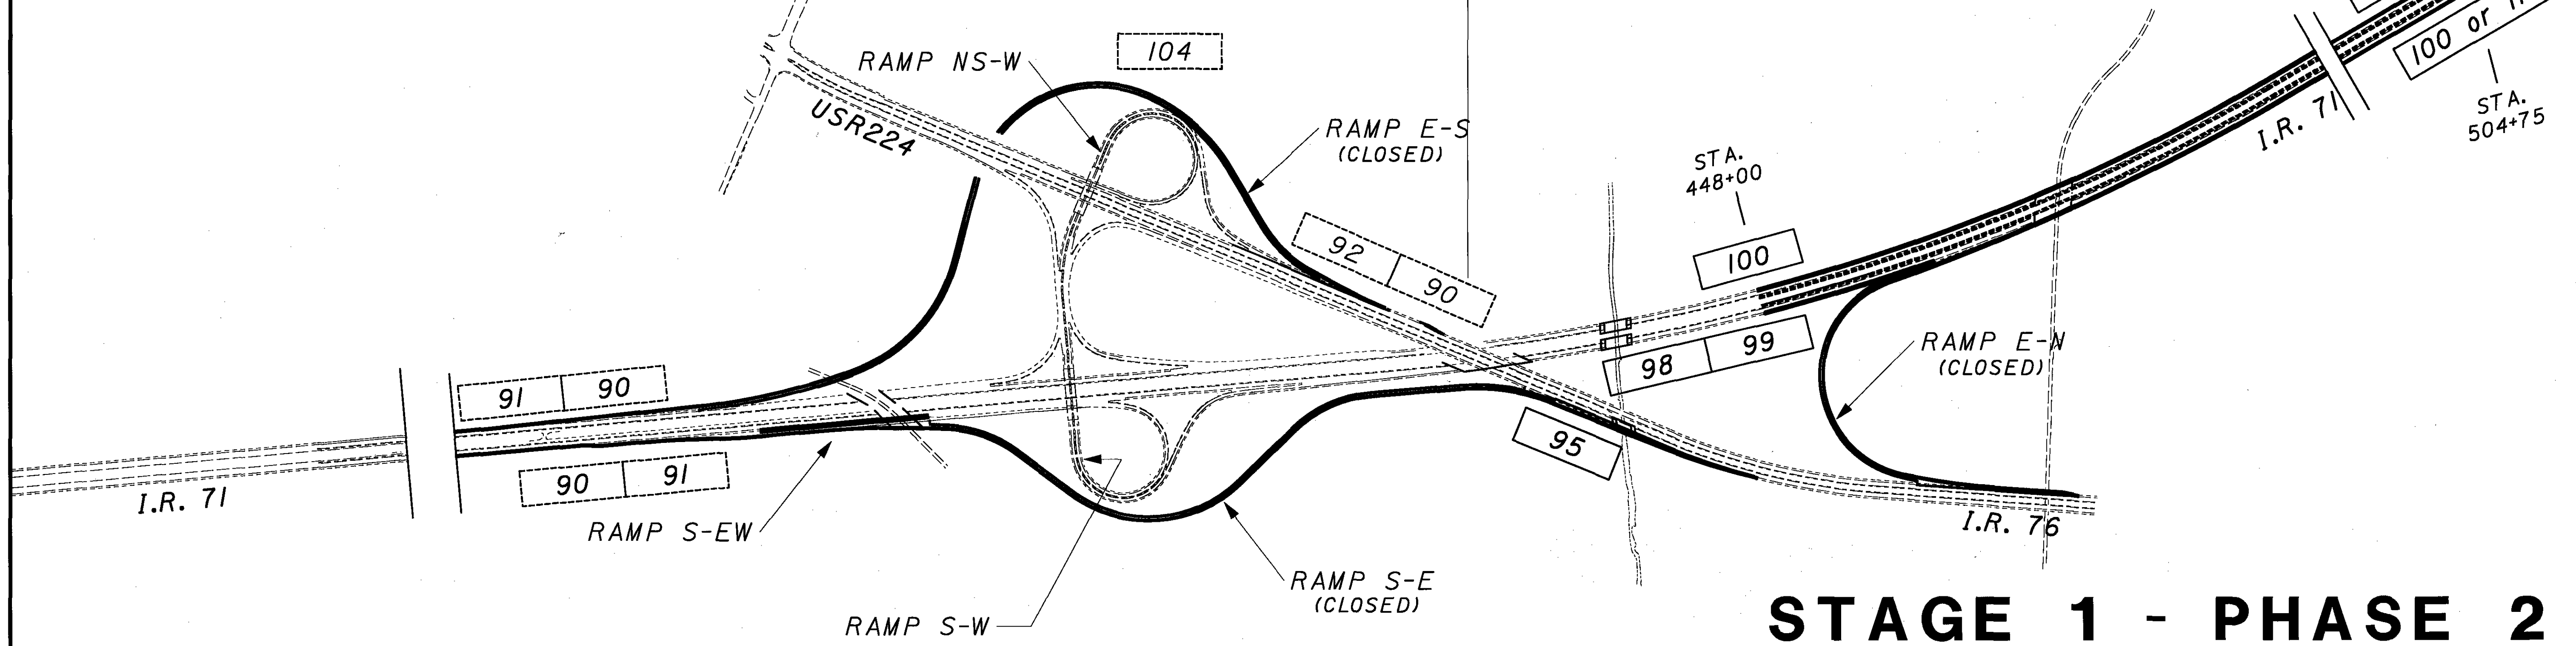 RAMP NS-W
104
100 or
I.R. 71
STA.
504+75
USR224
RAMP E-S
(CLOSED)
STA.
448+00
92 90
100
98 99
RAMP E-N
(CLOSED)
91 90
90 91
95
I.R. 71
RAMP S-EW
I.R. 76
RAMP S-E
(CLOSED)
RAMP S-W
STAGE 1 - PHASE 2